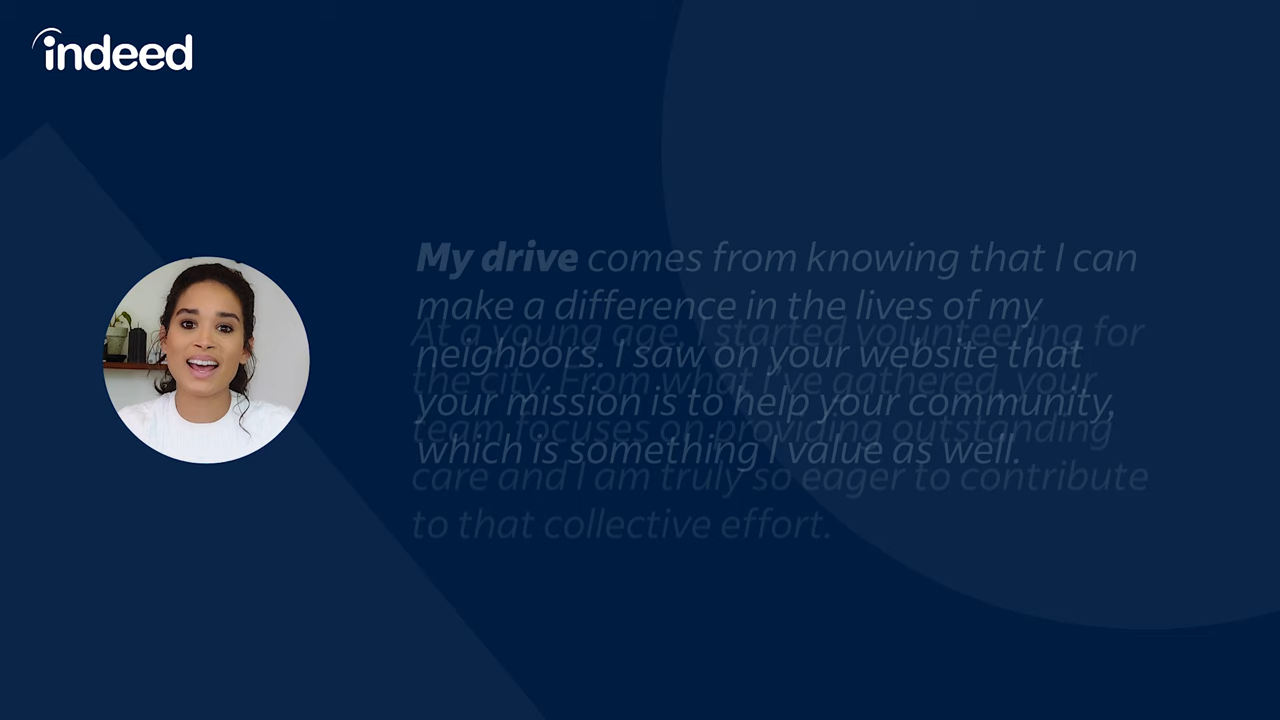 indeed
My drive comes from knowing that I can
make a difference in the lives of my
neighbors. I saw on your website that
your mission is to help your community,
which is something I value as well.
At a young age, I started volunteering for
the city. From what I've gathered, your
team focuses on providing outstanding
care and I am truly so eager to contribute
to that collective effort.